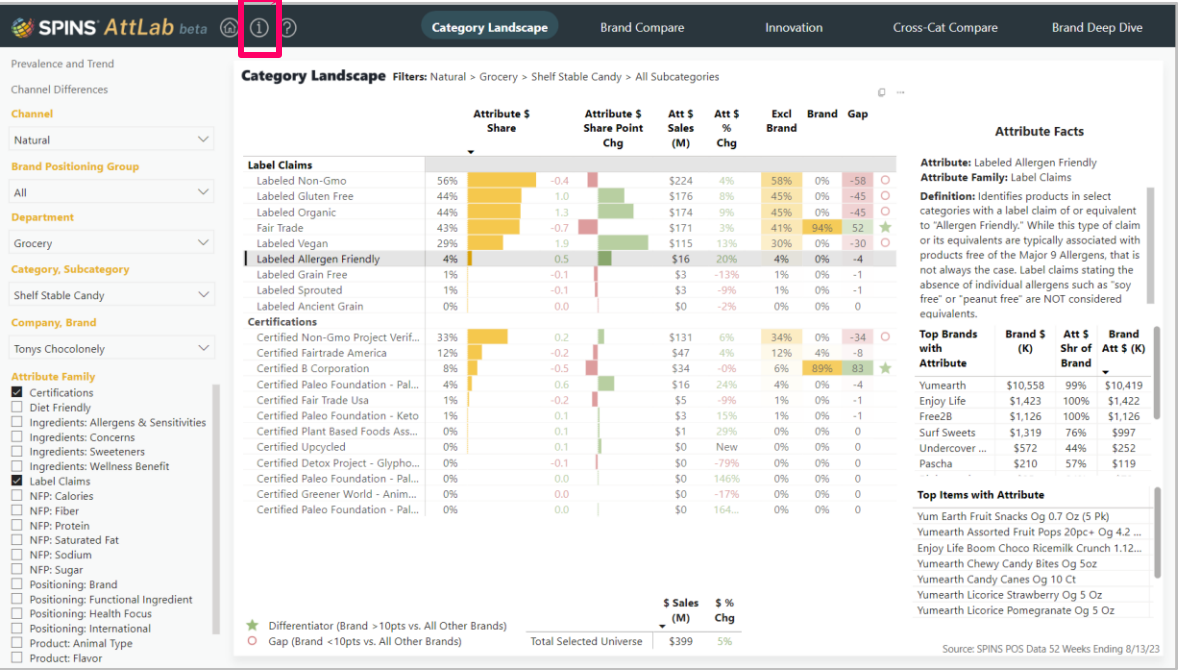 SPINS AttLab beta
Category Landscape
Brand Compare
Innovation
Cross-Cat Compare
Brand Deep Dive
Prevalence and Trend
Channel Differences
Channel
Natural
Brand Positioning Group
All
Department
Grocery
Category, Subcategory
Shelf Stable Candy
Company, Brand
Tonys Chocolonely
Attribute Family
Certifications
Diet Friendly
Ingredients: Allergens & Sensitivities
Ingredients: Concerns
Ingredients: Sweeteners
Ingredients: Wellness Benefit
Label Claims
NFP: Calories
NFP: Fiber
NFP: Protein
NFP: Saturated Fat
NFP: Sodium
NFP: Sugar
Positioning: Brand
Positioning: Functional Ingredient
Positioning: Health Focus
Positioning: International
Product: Animal Type
Product: Flavor
Category Landscape Filters: Natural > Grocery > Shelf Stable Candy > All Subcategories
Attribute $ Share
Attribute $ Share Point Chg
Att $ Sales (M)
Att $ % Chg
Excl Brand
Brand
Gap
Label Claims
Labeled Non-Gmo 56% -0.4 $224 4% 58% 0% -58
Labeled Gluten Free 44% 1.0 $176 8% 45% 0% -45
Labeled Organic 44% 1.3 $174 9% 45% 0% -45
Fair Trade 43% -0.7 $171 3% 41% 94% 52
Labeled Vegan 29% 1.9 $115 13% 30% 0% -30
Labeled Allergen Friendly 4% 0.5 $16 20% 4% 0% -4
Labeled Grain Free 1% -0.1 $3 -13% 1% 0% -1
Labeled Sprouted 1% -0.1 $3 -9% 1% 0% -1
Labeled Ancient Grain 0% 0.0 $0 -2% 0% 0% 0
Certifications
Certified Non-Gmo Project Verif... 33% 0.2 $131 6% 34% 0% -34
Certified Fairtrade America 12% -0.2 $47 4% 12% 4% -8
Certified B Corporation 8% -0.5 $34 -0% 6% 89% 83
Certified Paleo Foundation - Pal... 4% 0.6 $16 24% 4% 0% -4
Certified Fair Trade Usa 1% -0.2 $5 -9% 1% 0% -1
Certified Paleo Foundation - Keto 1% 0.1 $3 15% 1% 0% -1
Certified Plant Based Foods Ass... 0% 0.1 $1 29% 0% 0% 0
Certified Upcycled 0% 0.1 $0 New 0% 0% 0
Certified Detox Project - Glypho... 0% -0.1 $0 -79% 0% 0% 0
Certified Paleo Foundation - Pal... 0% 0.0 $0 146% 0% 0% 0
Certified Greener World - Anim... 0% 0.0 $0 -17% 0% 0% 0
Certified Paleo Foundation - Pal... 0% 0.0 $0 164... 0% 0% 0
$ Sales (M)
$ % Chg
Total Selected Universe $399 5%
Differentiator (Brand >10pts vs. All Other Brands)
Gap (Brand <10pts vs. All Other Brands)
Attribute Facts
Attribute: Labeled Allergen Friendly
Attribute Family: Label Claims
Definition: Identifies products in select
categories with a label claim of or equivalent
to "Allergen Friendly." While this type of claim
or its equivalents are typically associated with
products free of the Major 9 Allergens, that is
not always the case. Label claims stating the
absence of individual allergens such as "soy
free" or "peanut free" are NOT considered
equivalents.
Top Brands with Attribute
Brand $ (K)
Att $ Shr of Brand
Brand Att $ (K)
Yumearth $10,558 99% $10,419
Enjoy Life $1,423 100% $1,422
Free2B $1,126 100% $1,126
Surf Sweets $1,319 76% $997
Undercover ... $572 44% $252
Pascha $210 57% $119
Top Items with Attribute
Yum Earth Fruit Snacks Og 0.7 Oz (5 Pk)
Yumearth Assorted Fruit Pops 20pc+ Og 4.2 ...
Enjoy Life Boom Choco Ricemilk Crunch 1.12...
Yumearth Chewy Candy Bites Og 5oz
Yumearth Candy Canes Og 10 Ct
Yumearth Licorice Strawberry Og 5 Oz
Yumearth Licorice Pomegranate Og 5 Oz
Source: SPINS POS Data 52 Weeks Ending 8/13/23